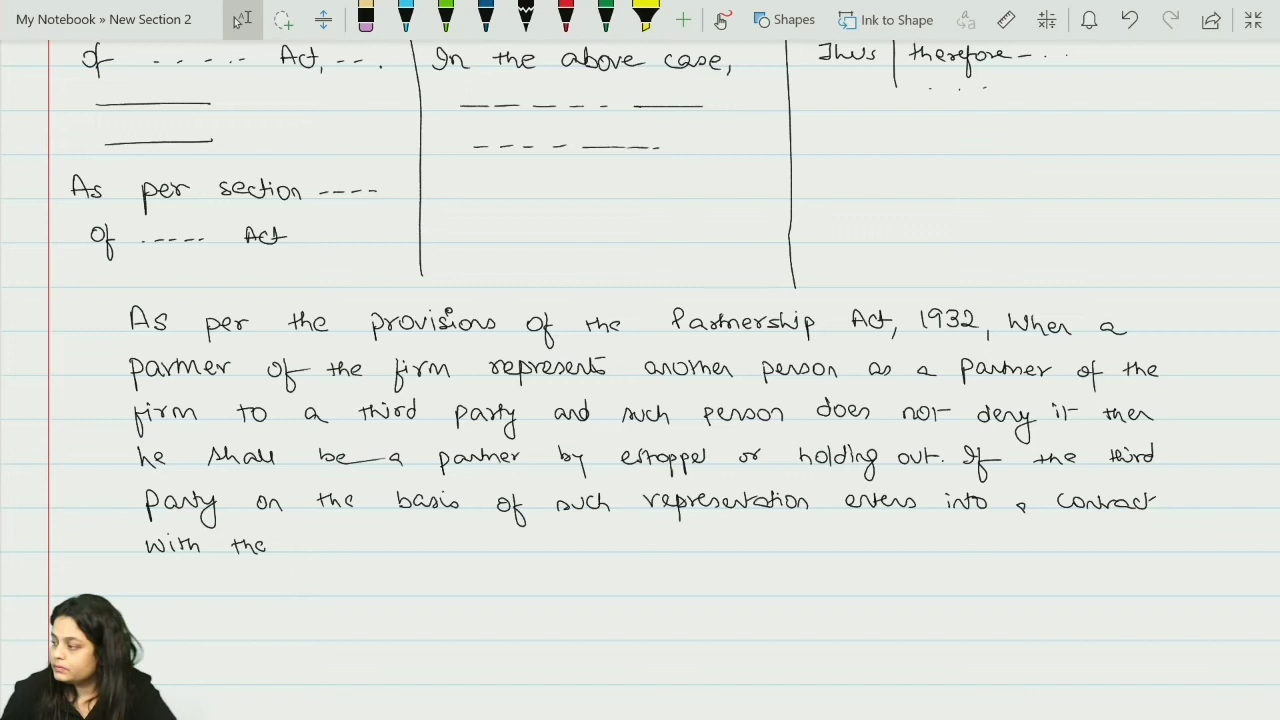 My Notebook » New Section 2
Shapes
Ink to Shape
of ..... Act, --.
In the above case,
Thus | therefore - ..
As per section ----
Of ..---- Act
As per the provisions of the Partnership Act, 1932, When a
partner of the firm represents another person as a Partner of the
firm to a third party and such person does not deny it then
he shall be a partner by estoppel or holding out. If the third
Party on the basis of such representation enters into a contract
with the